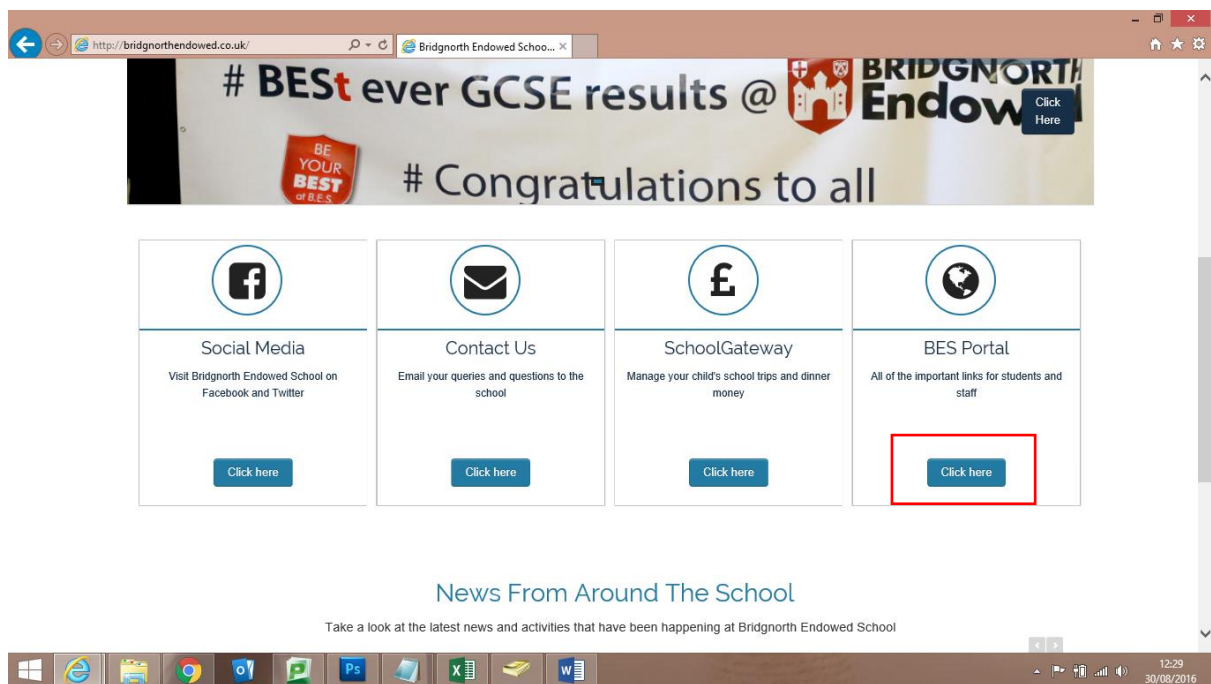 http://bridgnorthendowed.co.uk/
Bridgnorth Endowed Schoo...
# BESt ever GCSE results @
BRIDGNORTH
Endow
Click
Here
BE
YOUR
BEST
at B.E.S.
# Congratulations to all
£
Social Media
Visit Bridgnorth Endowed School on
Facebook and Twitter
Click here
Contact Us
Email your queries and questions to the
school
Click here
SchoolGateway
Manage your child's school trips and dinner
money
Click here
BES Portal
All of the important links for students and
staff
Click here
News From Around The School
Take a look at the latest news and activities that have been happening at Bridgnorth Endowed School
Ps
12:29
30/08/2016